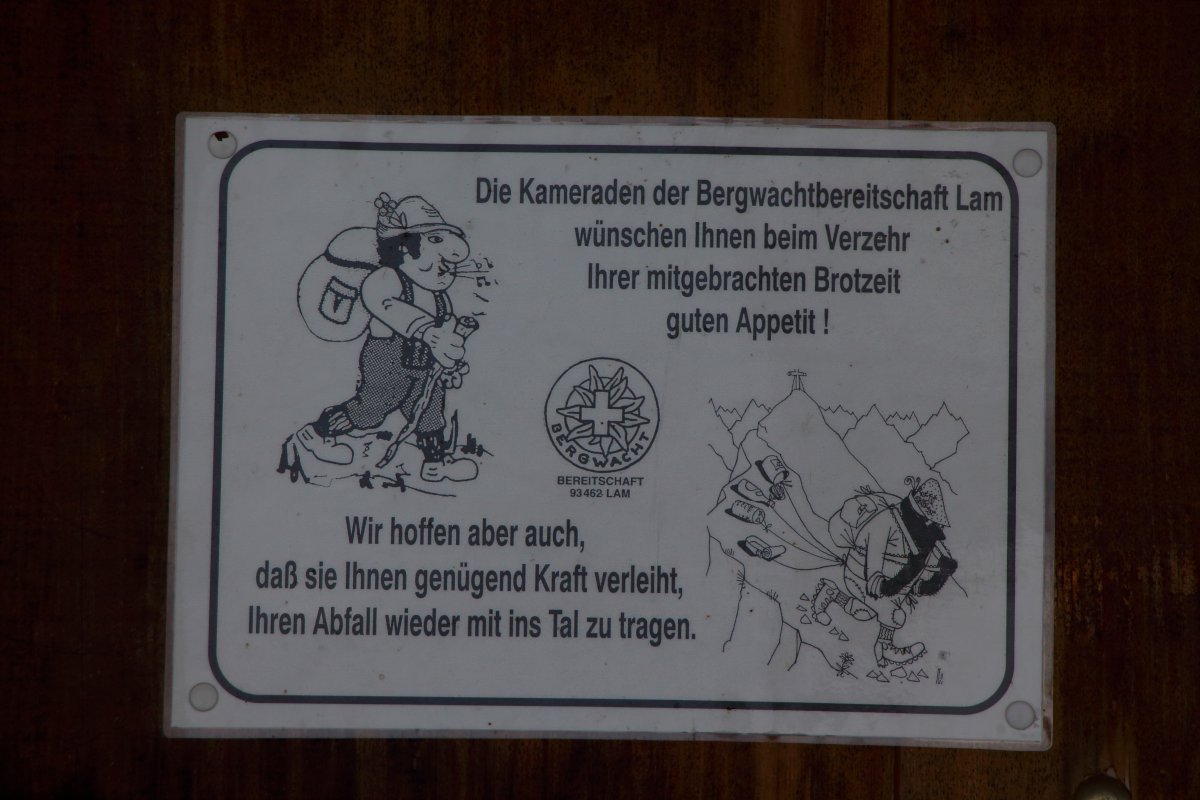 Die Kameraden der Bergwachtbereitschaft Lam
wünschen Ihnen beim Verzehr
Ihrer mitgebrachten Brotzeit
guten Appetit !
BERGWACHT
BEREITSCHAFT
93462 LAM
Wir hoffen aber auch,
daß sie Ihnen genügend Kraft verleiht,
Ihren Abfall wieder mit ins Tal zu tragen.